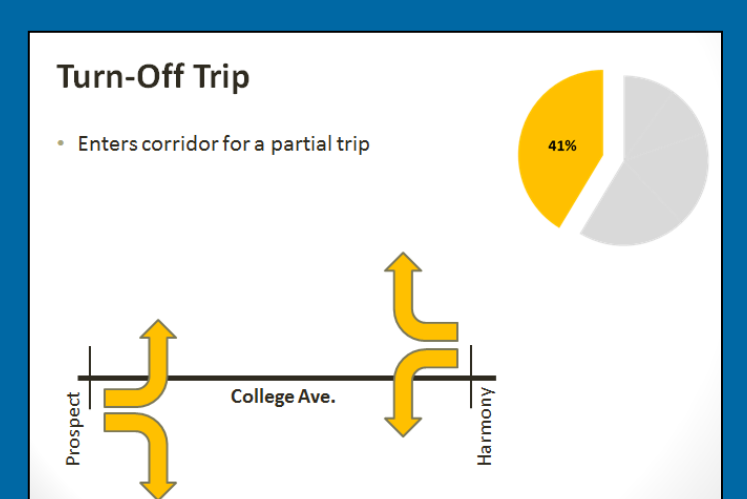 Turn-Off Trip
• Enters corridor for a partial trip
41%
College Ave.
Prospect
Harmony